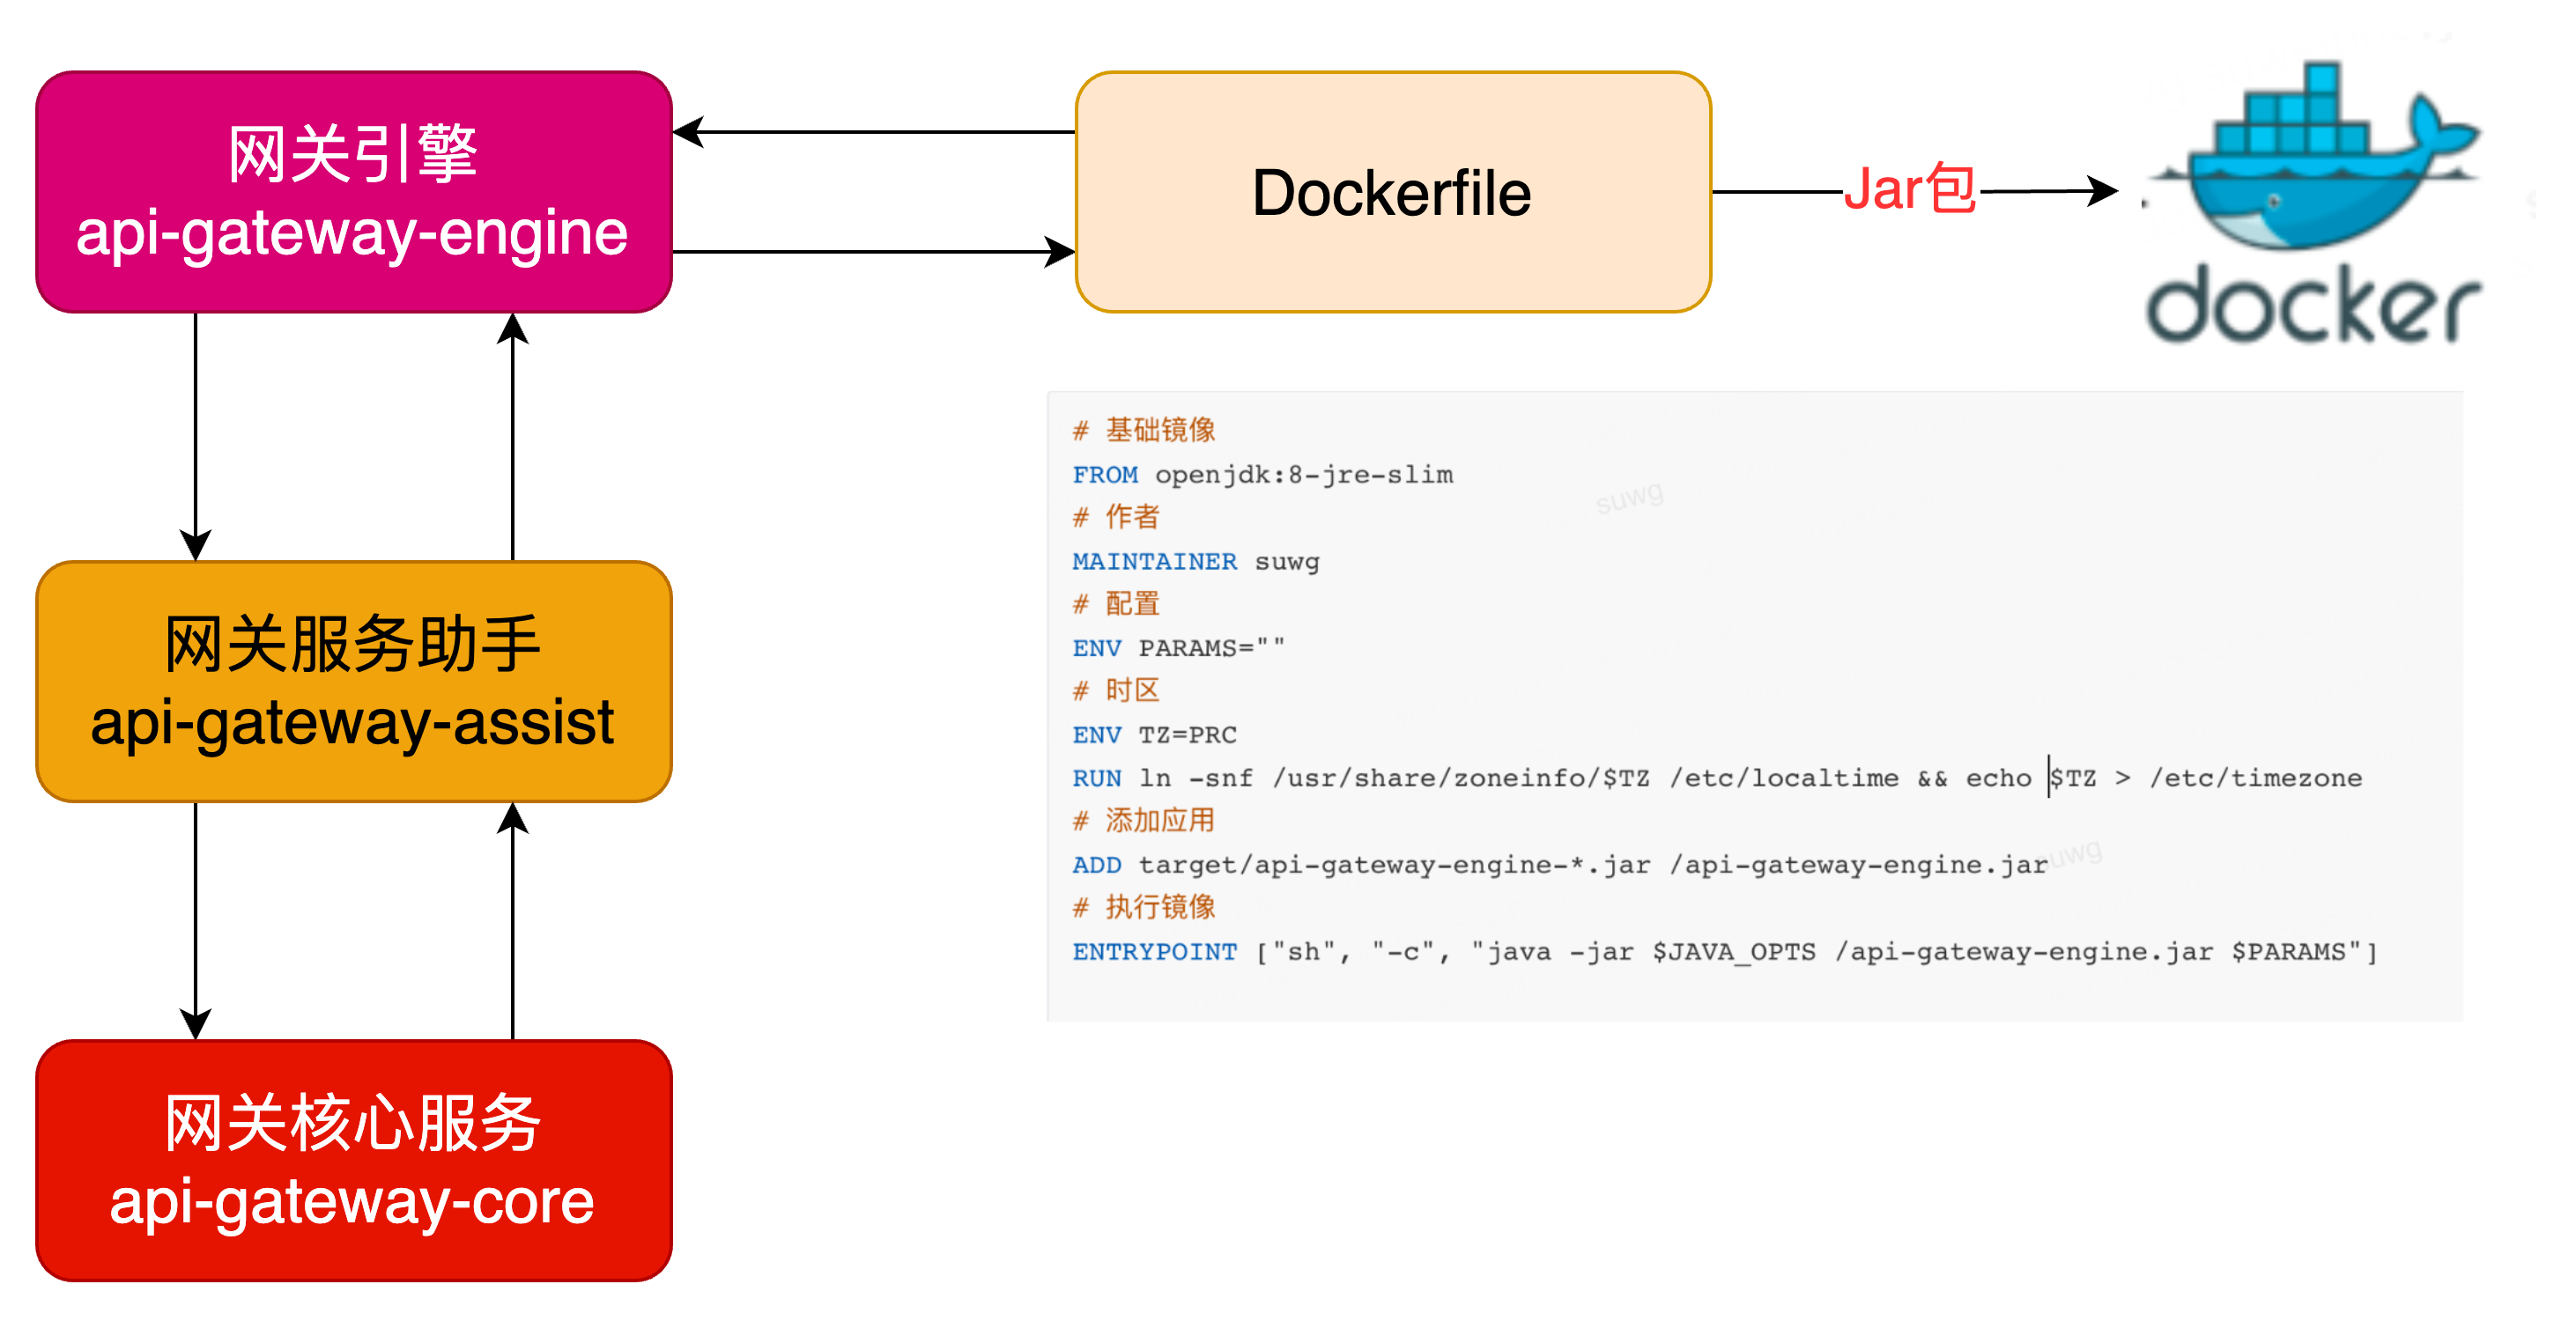 网关引擎
api-gateway-engine
Dockerfile
Jar包
docker
网关服务助手
api-gateway-assist
网关核心服务
api-gateway-core
# 基础镜像
FROM openjdk:8-jre-slim
# 作者
MAINTAINER suwg
# 配置
ENV PARAMS=""
# 时区
ENV TZ=PRC
RUN ln -snf /usr/share/zoneinfo/$TZ /etc/localtime && echo $TZ > /etc/timezone
# 添加应用
ADD target/api-gateway-engine-*.jar /api-gateway-engine.jar
# 执行镜像
ENTRYPOINT ["sh", "-c", "java -jar $JAVA_OPTS /api-gateway-engine.jar $PARAMS"]
suwg
suwg